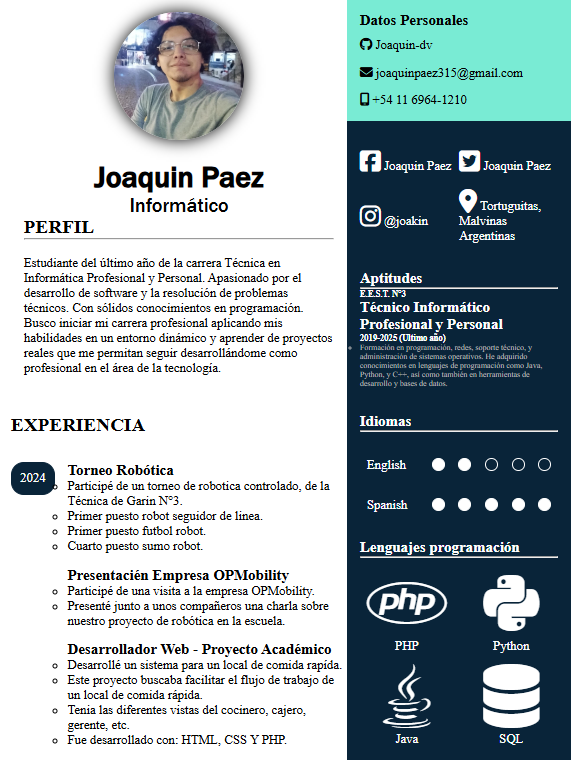 Joaquin Paez
Informático
PERFIL
Estudiante del último año de la carrera Técnica en
Informática Profesional y Personal. Apasionado por el
desarrollo de software y la resolución de problemas
técnicos. Con sólidos conocimientos en programación.
Busco iniciar mi carrera profesional aplicando mis
habilidades en un entorno dinámico y aprender de proyectos
reales que me permitan seguir desarrollándome como
profesional en el área de la tecnología.
EXPERIENCIA
2024
Torneo Robótica
Participé de un torneo de robotica controlado, de la
Técnica de Garín N°3.
Primer puesto robot seguidor de linea.
Primer puesto futbol robot.
Cuarto puesto sumo robot.
Presentación Empresa OPMobility
Participé de una visita a la empresa OPMobility.
Presenté junto a unos compañeros una charla sobre
nuestro proyecto de robótica en la escuela.
Desarrollador Web - Proyecto Académico
Desarrollé un sistema para un local de comida rapída.
Este proyecto buscaba facilitar el flujo de trabajo de
un local de comida rápida.
Tenia las diferentes vistas del cocinero, cajero,
gerente, etc.
Fue desarrollado con: HTML, CSS Y PHP.
Datos Personales
Joaquin-dv
joaquinpaez315@gmail.com
+54 11 6964-1210
Joaquin Paez
Joaquin Paez
@joakin
Tortuguitas,
Malvinas
Argentinas
Aptitudes
E.E.S.T. N°3
Técnico Informático
Profesional y Personal
2019-2025 (Ultimo año)
Formación en programación, redes, soporte técnico, y
administración de sistemas operativos. He adquirido
conocimientos en lenguajes de programación como Java,
Python, y C++, así como también en herramientas de
desarrollo y bases de datos.
Idiomas
English
Spanish
Lenguajes programación
php
PHP
Python
Java
SQL